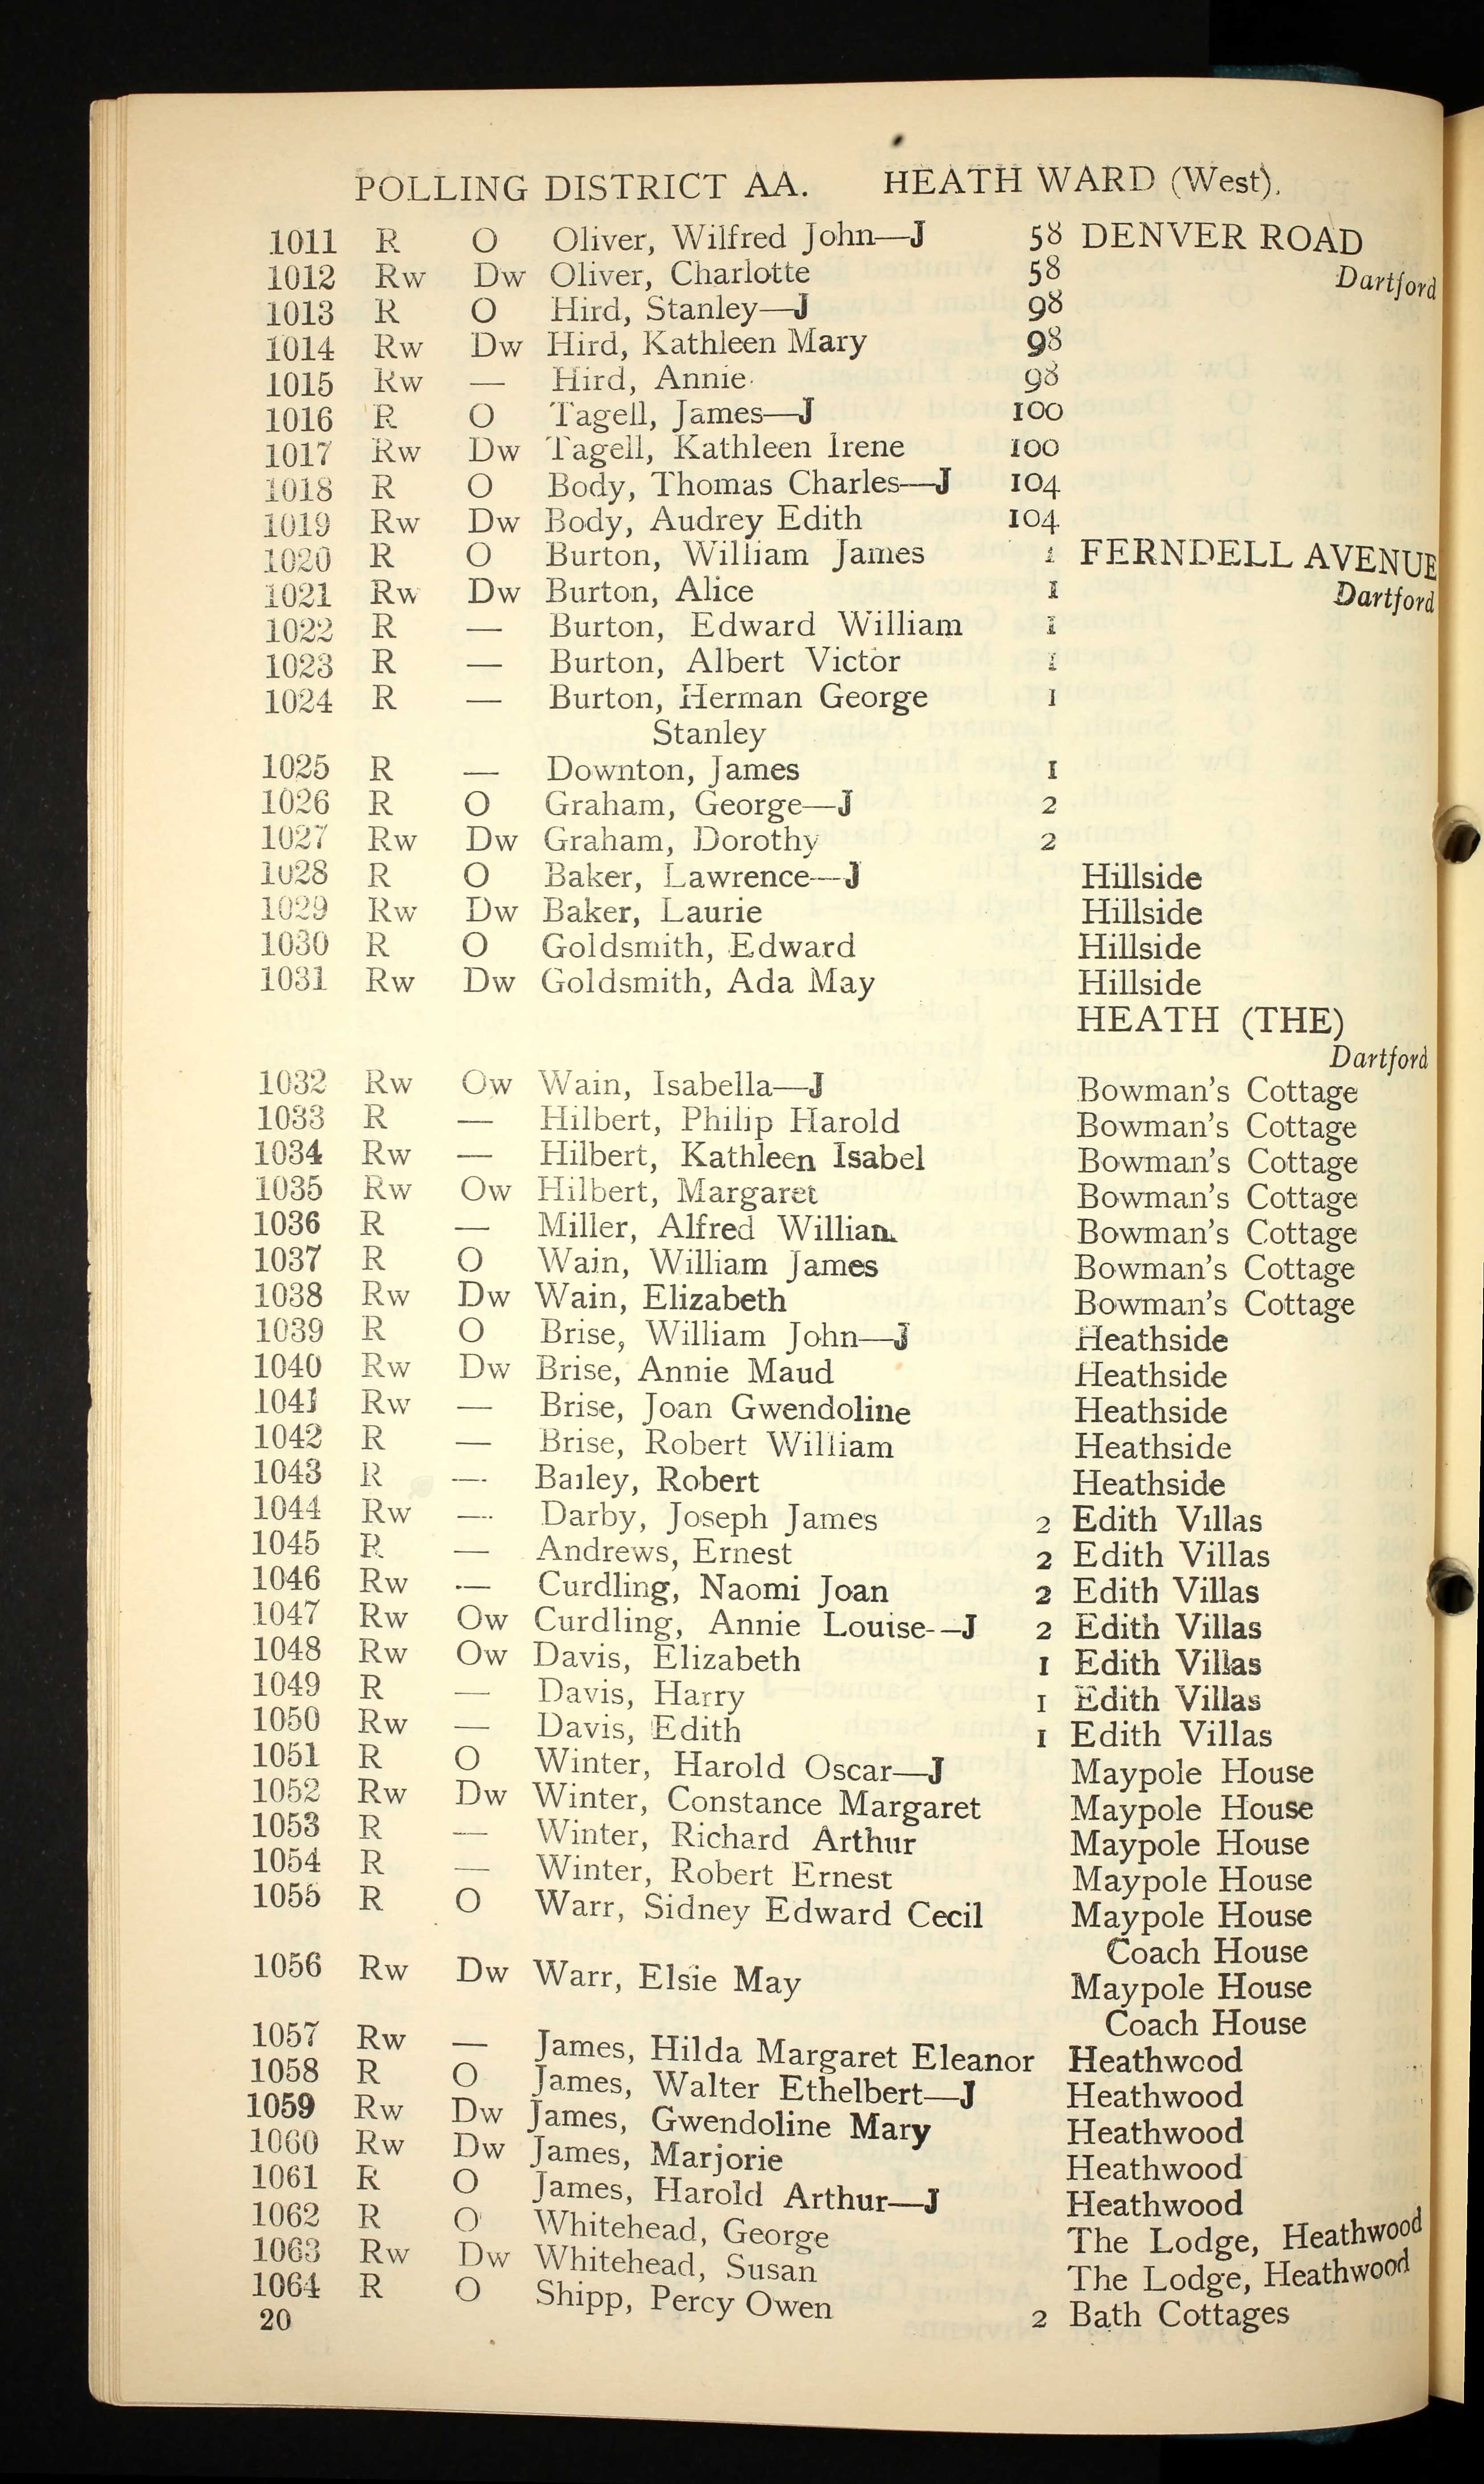 POLLING DISTRICT AA. HEATH WARD (West).
1011 R O Oliver, Wilfred John—J 58 DENVER ROAD
1012 Rw Dw Oliver, Charlotte 58 Dartford
1013 R O Hird, Stanley—J 98
1014 Rw Dw Hird, Kathleen Mary 98
1015 Rw — Hird, Annie 98
1016 R O Tagell, James—J 100
1017 Rw Dw Tagell, Kathleen Irene 100
1018 R O Body, Thomas Charles—J 104
1019 Rw Dw Body, Audrey Edith 104
1020 R O Burton, William James 1 FERNDELL AVENUE
1021 Rw Dw Burton, Alice 1 Dartford
1022 R — Burton, Edward William 1
1023 R — Burton, Albert Victor 1
1024 R — Burton, Herman George 1
Stanley
1025 R — Downton, James 1
1026 R O Graham, George—J 2
1027 Rw Dw Graham, Dorothy 2
1028 R O Baker, Lawrence—J Hillside
1029 Rw Dw Baker, Laurie Hillside
1030 R O Goldsmith, Edward Hillside
1031 Rw Dw Goldsmith, Ada May Hillside
HEATH (THE)
Dartford
1032 Rw Ow Wain, Isabella—J Bowman's Cottage
1033 R — Hilbert, Philip Harold Bowman's Cottage
1034 Rw — Hilbert, Kathleen Isabel Bowman's Cottage
1035 Rw Ow Hilbert, Margaret Bowman's Cottage
1036 R — Miller, Alfred William Bowman's Cottage
1037 R O Wain, William James Bowman's Cottage
1038 Rw Dw Wain, Elizabeth Bowman's Cottage
1039 R O Brise, William John—J Heathside
1040 Rw Dw Brise, Annie Maud Heathside
1041 Rw — Brise, Joan Gwendoline Heathside
1042 R — Brise, Robert William Heathside
1043 R — Bailey, Robert Heathside
1044 Rw — Darby, Joseph James 2 Edith Villas
1045 R — Andrews, Ernest 2 Edith Villas
1046 Rw — Curdling, Naomi Joan 2 Edith Villas
1047 Rw Ow Curdling, Annie Louise—J 2 Edith Villas
1048 Rw Ow Davis, Elizabeth 1 Edith Villas
1049 R — Davis, Harry 1 Edith Villas
1050 Rw — Davis, Edith 1 Edith Villas
1051 R O Winter, Harold Oscar—J Maypole House
1052 Rw Dw Winter, Constance Margaret Maypole House
1053 R — Winter, Richard Arthur Maypole House
1054 R — Winter, Robert Ernest Maypole House
1055 R O Warr, Sidney Edward Cecil Maypole House
Coach House
1056 Rw Dw Warr, Elsie May Maypole House
Coach House
1057 Rw — James, Hilda Margaret Eleanor Heathwood
1058 R O James, Walter Ethelbert—J Heathwood
1059 Rw Dw James, Gwendoline Mary Heathwood
1060 Rw Dw James, Marjorie Heathwood
1061 R O James, Harold Arthur—J Heathwood
1062 R O Whitehead, George The Lodge, Heathwood
1063 Rw Dw Whitehead, Susan The Lodge, Heathwood
1064 R O Shipp, Percy Owen 2 Bath Cottages
20